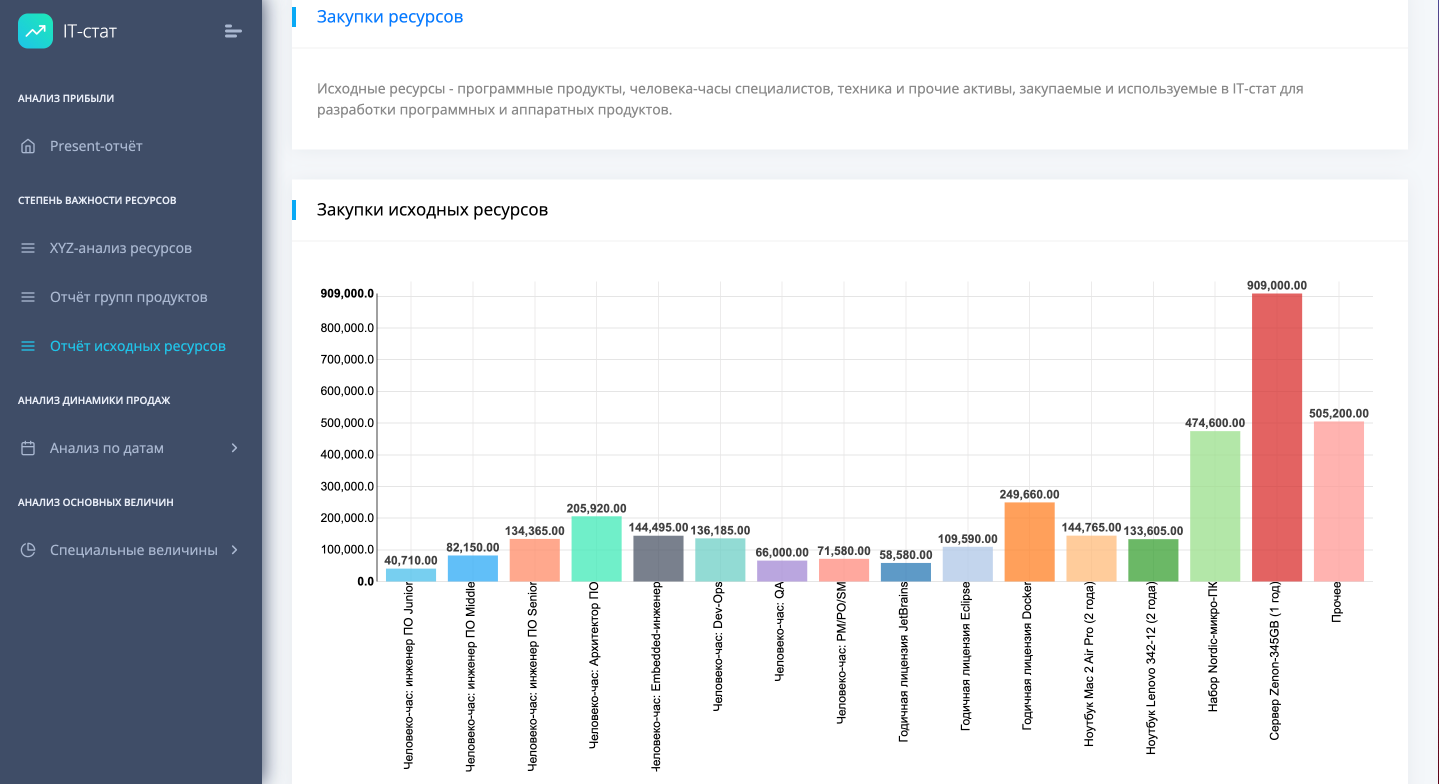 IT-стат
АНАЛИЗ ПРИБЫЛИ
Present-отчёт
СТЕПЕНЬ ВАЖНОСТИ РЕСУРСОВ
XYZ-анализ ресурсов
Отчёт групп продуктов
Отчёт исходных ресурсов
АНАЛИЗ ДИНАМИКИ ПРОДАЖ
Анализ по датам
АНАЛИЗ ОСНОВНЫХ ВЕЛИЧИН
Специальные величины
Закупки ресурсов
Исходные ресурсы - программные продукты, человека-часы специалистов, техника и прочие активы, закупаемые и используемые в IT-стат для
разработки программных и аппаратных продуктов.
Закупки исходных ресурсов
909,000.0
800,000.0
700,000.0
600,000.0
500,000.0
400,000.0
300,000.0
200,000.0
100,000.0
0.0
40,710.00
82,150.00
134,365.00
205,920.00
144,495.00
136,185.00
66,000.00
71,580.00
58,580.00
109,590.00
249,660.00
144,765.00
133,605.00
474,600.00
909,000.00
505,200.00
Человеко-час: инженер ПО Junior
Человеко-час: инженер ПО Middle
Человеко-час: инженер ПО Senior
Человеко-час: Архитектор ПО
Человеко-час: Embedded-инженер
Человеко-час: Dev-Ops
Человеко-час: QA
Человеко-час: PM/PO/SM
Годичная лицензия JetBrains
Годичная лицензия Eclipse
Годичная лицензия Docker
Ноутбук Mac 2 Air Pro (2 года)
Ноутбук Lenovo 342-12 (2 года)
Набор Nordic-микро-ПК
Сервер Zenon-345GB (1 год)
Прочее